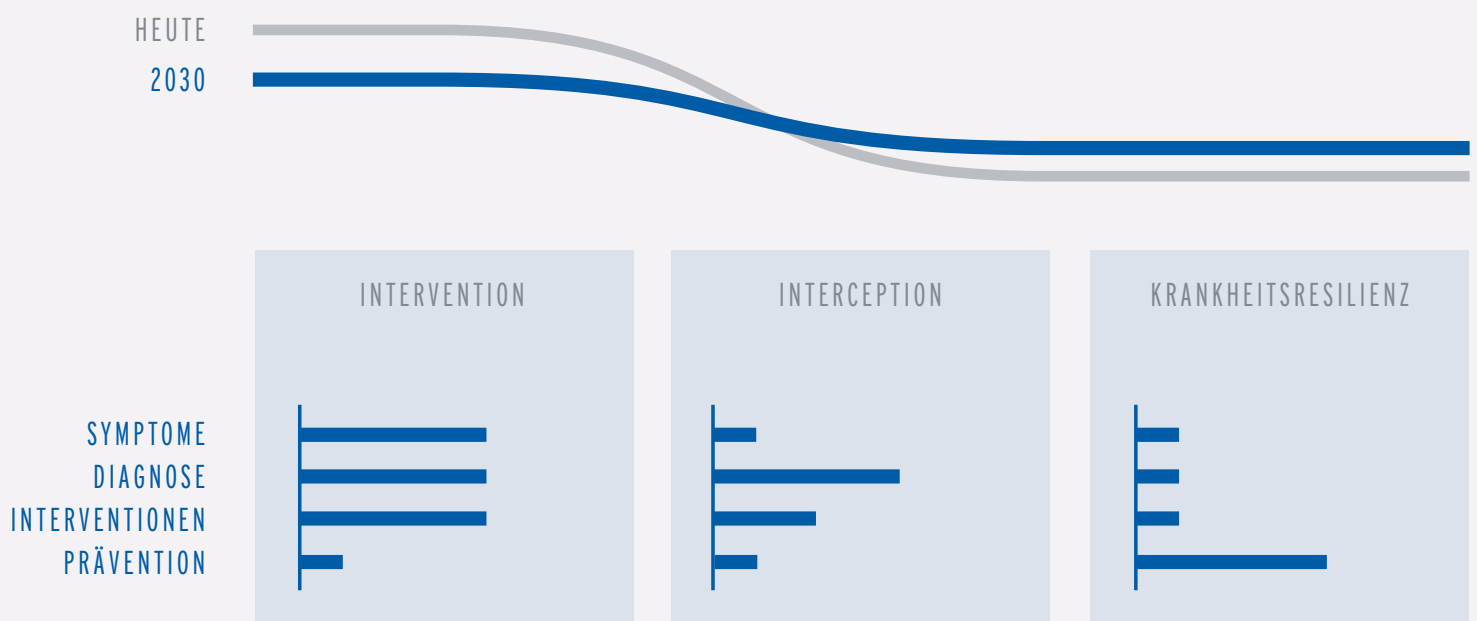 HEUTE
2030
INTERVENTION
INTERCEPTION
KRANKHEITSRESILIENZ
SYMPTOME
DIAGNOSE
INTERVENTIONEN
PRÄVENTION